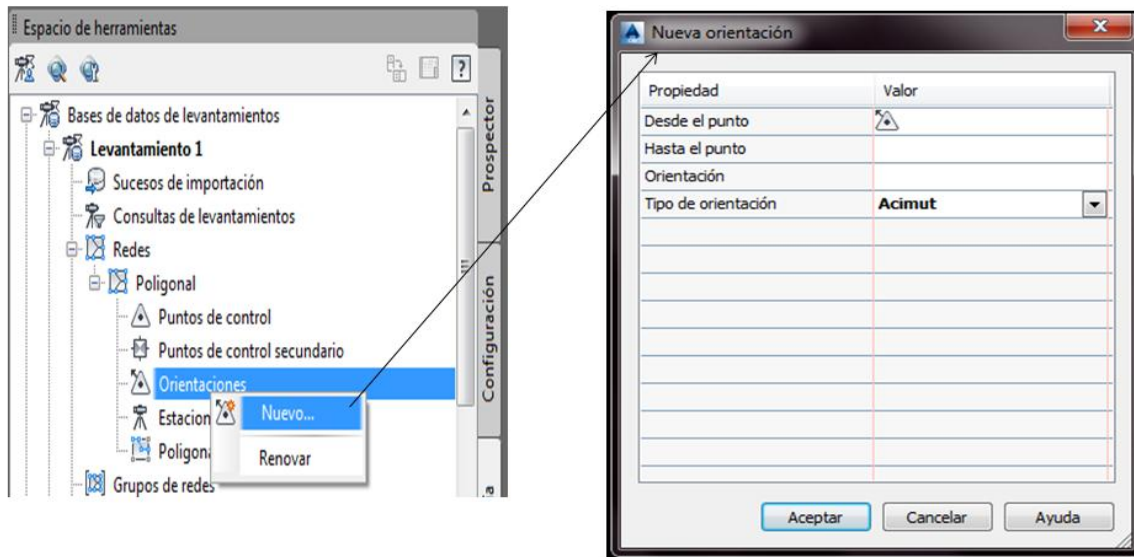 Espacio de herramientas
?
Bases de datos de levantamientos
Levantamiento 1
Sucesos de importación
Consultas de levantamientos
Redes
Poligonal
Puntos de control
Puntos de control secundario
Orientaciones
Estacion
Nuevo...
Poligona
Renovar
Grupos de redes
Prospector
Configuración
Nueva orientación
Propiedad Valor
Desde el punto
Hasta el punto
Orientación
Tipo de orientación Acimut
Aceptar Cancelar Ayuda